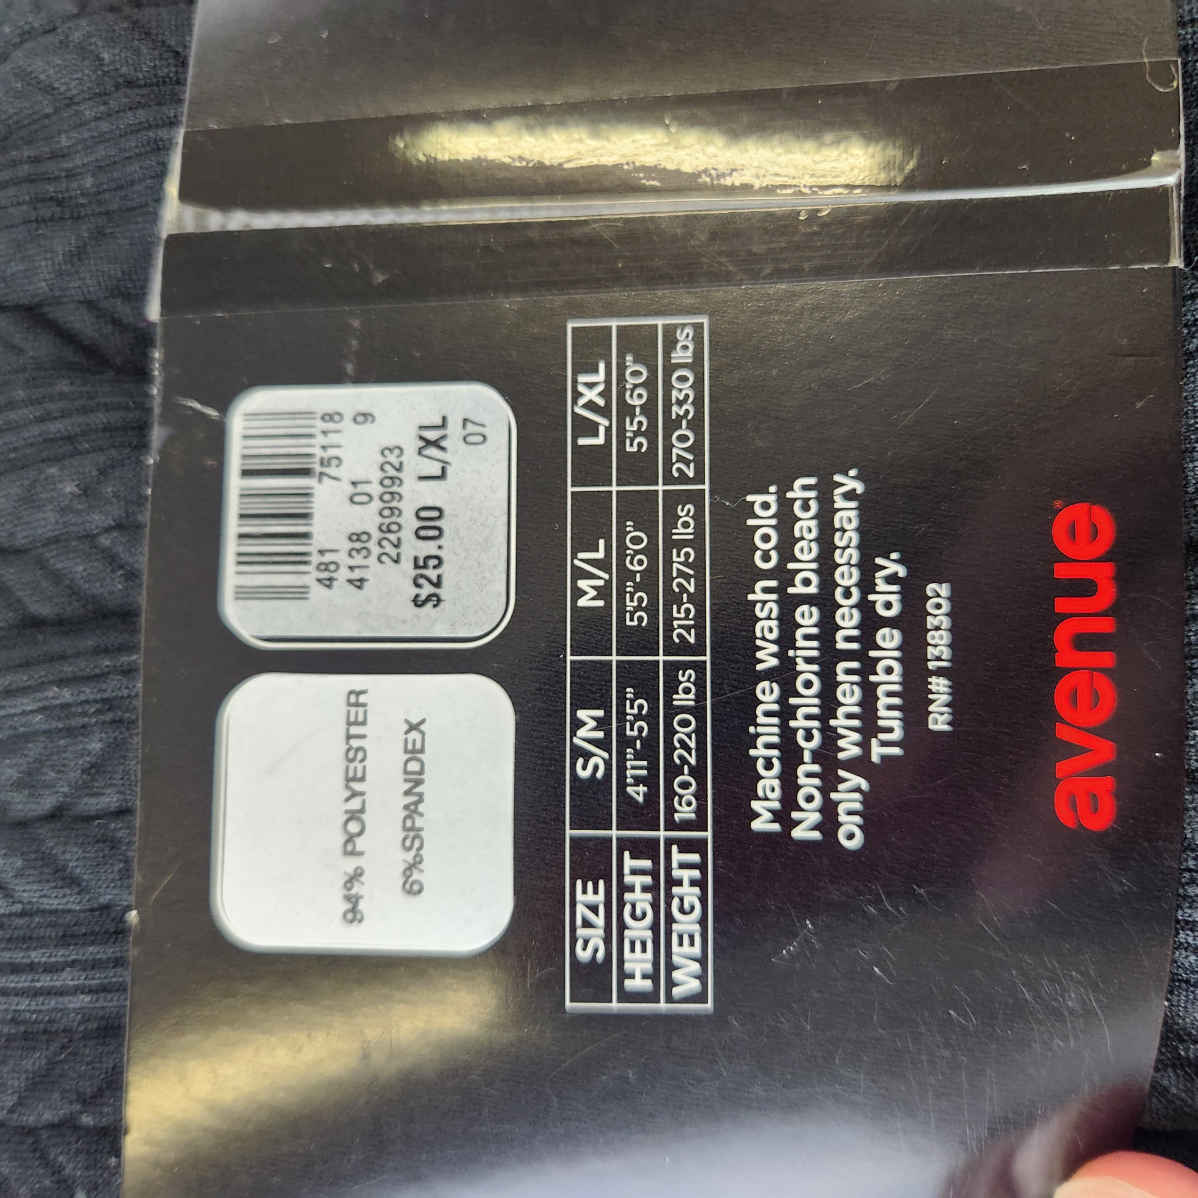 94% POLYESTER
6%SPANDEX
481 75118
4138 01 9
22699923
$25.00 L/XL
07
SIZE S/M M/L L/XL
HEIGHT 4'11"-5'5" 5'5"-6'0" 5'5-6'0"
WEIGHT 160-220 lbs 215-275 lbs 270-330 lbs
Machine wash cold.
Non-chlorine bleach
only when necessary.
Tumble dry.
RN# 138302
avenue